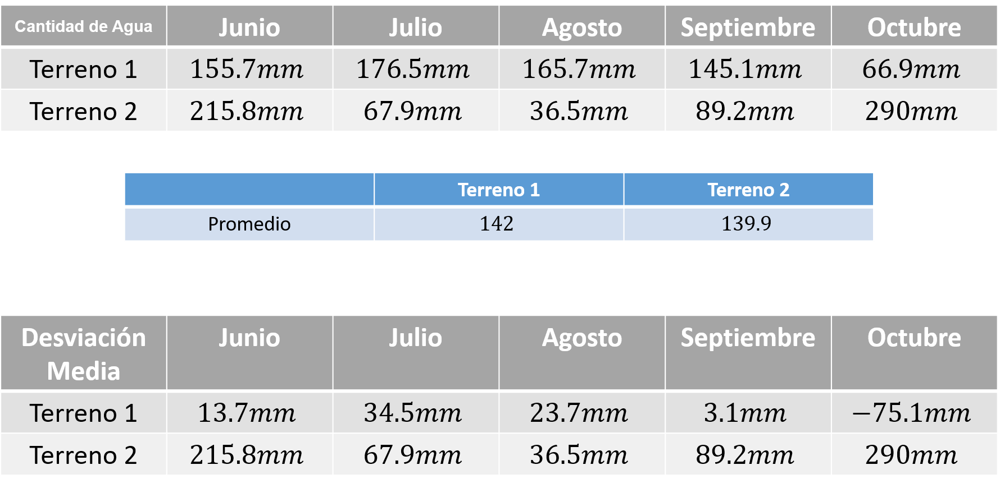 Cantidad de Agua Junio Julio Agosto Septiembre Octubre
Terreno 1 155.7mm 176.5mm 165.7mm 145.1mm 66.9mm
Terreno 2 215.8mm 67.9mm 36.5mm 89.2mm 290mm
Terreno 1 Terreno 2
Promedio 142 139.9
Desviación Junio Julio Agosto Septiembre Octubre
Media
Terreno 1 13.7mm 34.5mm 23.7mm 3.1mm −75.1mm
Terreno 2 215.8mm 67.9mm 36.5mm 89.2mm 290mm